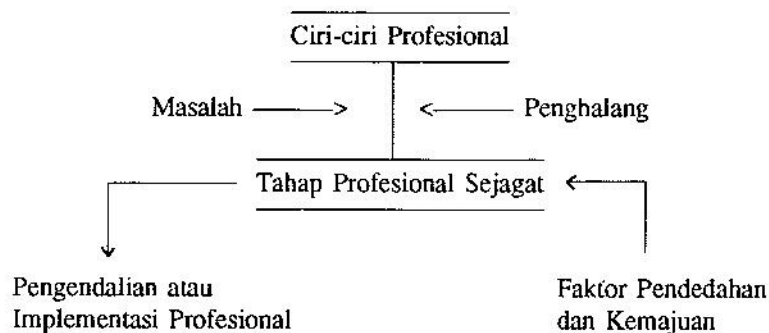 Ciri-ciri Profesional
Masalah
Penghalang
Tahap Profesional Sejagat
Pengendalian atau
Implementasi Profesional
Faktor Pendedahan
dan Kemajuan